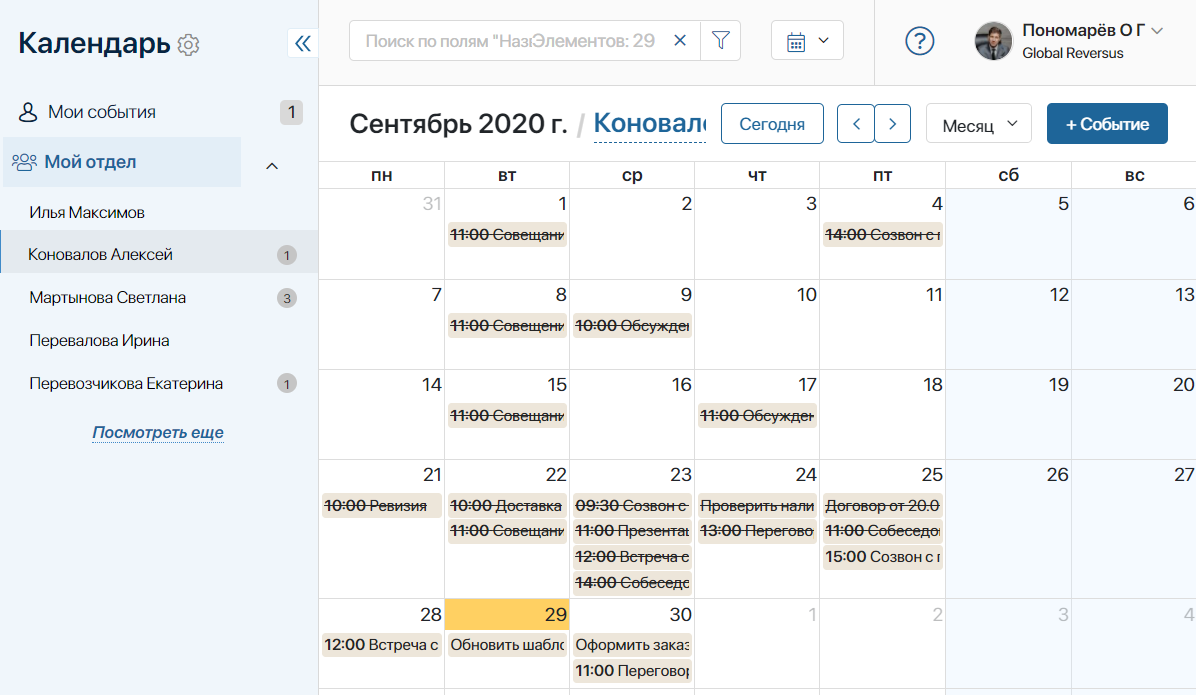 Календарь
Поиск по полям "Наз
Элементов: 29
Пономарёв О Г
Global Reversus
Мои события 1
Мой отдел
Илья Максимов
Коновалов Алексей 1
Мартынова Светлана 3
Перевалова Ирина
Перевозчикова Екатерина 1
Посмотреть еще
Сентябрь 2020 г. / Коновало
Сегодня
Месяц
+ Событие
пн вт ср чт пт сб вс
31 1 2 3 4 5 6
11:00 Совещани 14:00 Созвон с
7 8 9 10 11 12 13
11:00 Совещени 10:00 Обсужде
14 15 16 17 18 19 20
11:00 Совещани 11:00 Обсужде
21 22 23 24 25 26 27
10:00 Ревизия 10:00 Доставка 09:30 Созвон с Проверить нали Договор от 20.0
11:00 Совещани 11:00 Презента 13:00 Перегово 11:00 Собеседо
12:00 Встреча с 15:00 Созвон с
14:00 Собеседо
28 29 30 1 2 3 4
12:00 Встреча с Обновить шабло Оформить заказ
11:00 Переговор